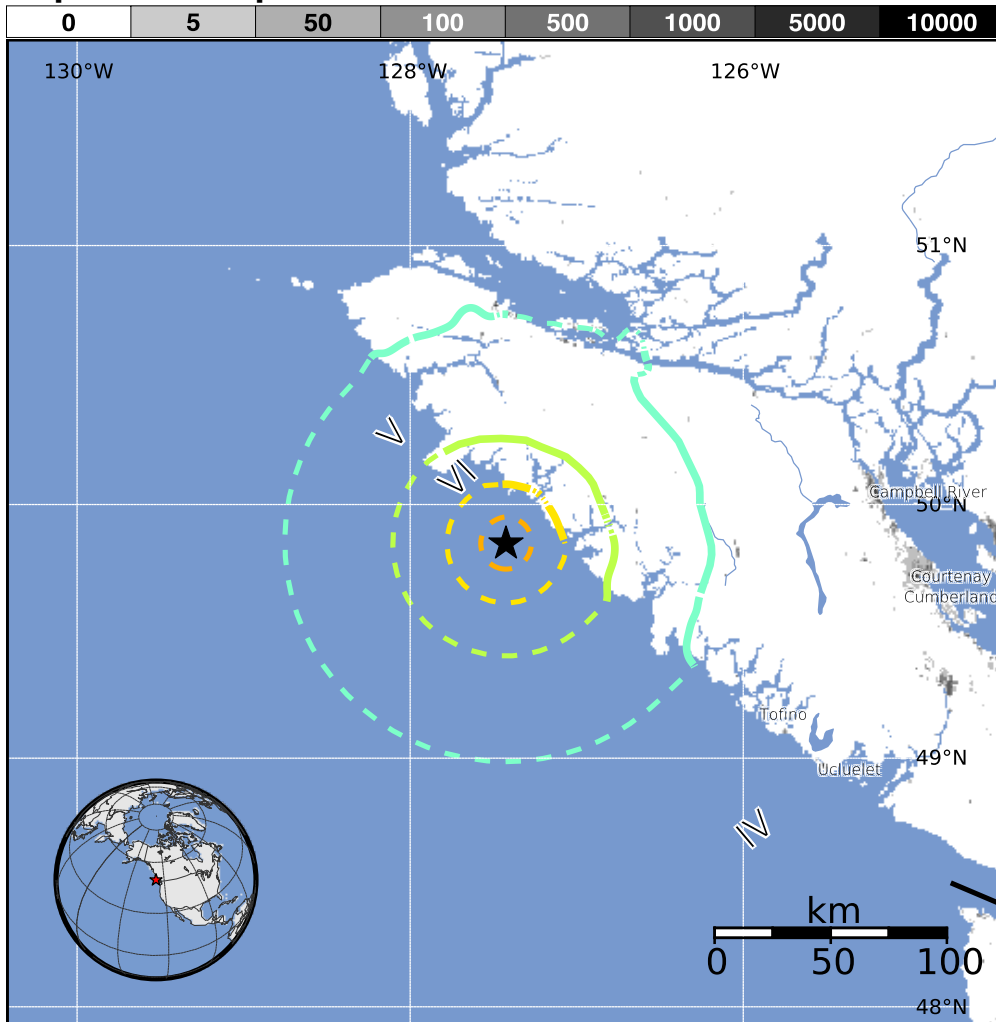 0 5 50 100 500 1000 5000 10000
130°W 128°W 126°W
51°N
V
VI
Campbell River
50°N
Courtenay
Cumberland
Tofino
49°N
Ucluelet
IV
km
0 50 100
48°N